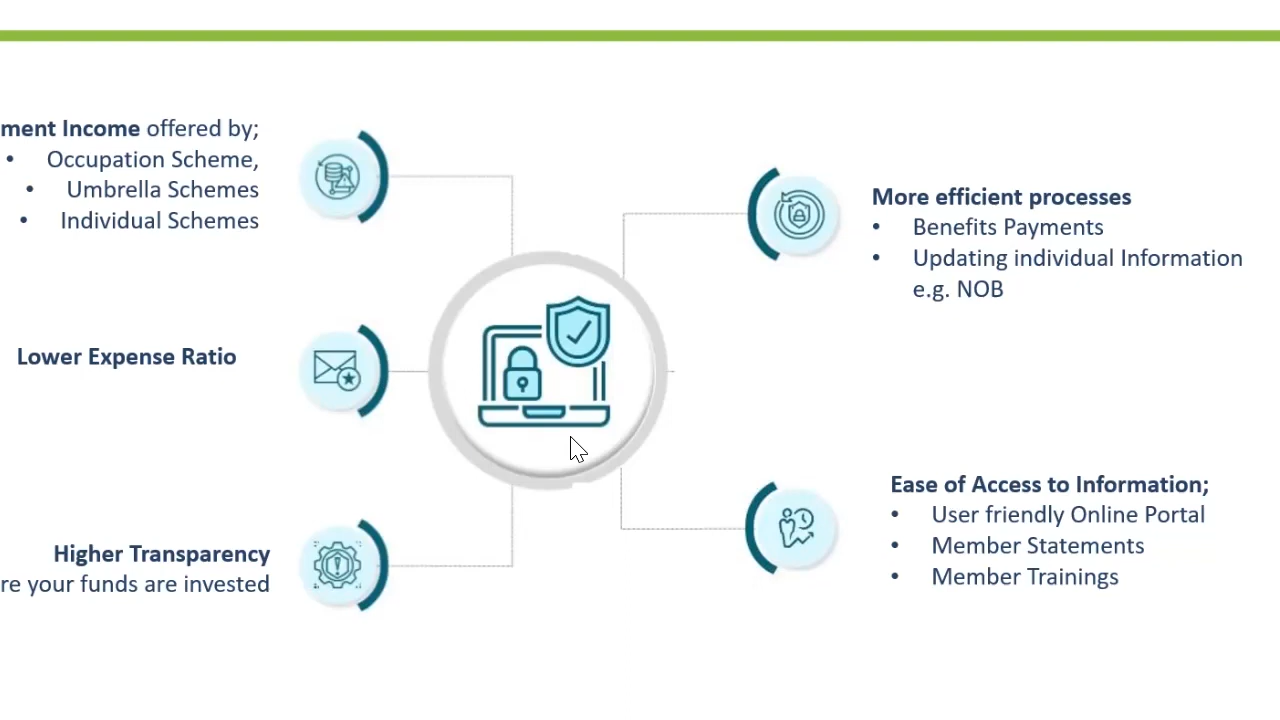 ment Income offered by;
• Occupation Scheme,
• Umbrella Schemes
• Individual Schemes
Lower Expense Ratio
Higher Transparency
re your funds are invested
More efficient processes
• Benefits Payments
• Updating individual Information
e.g. NOB
Ease of Access to Information;
• User friendly Online Portal
• Member Statements
• Member Trainings